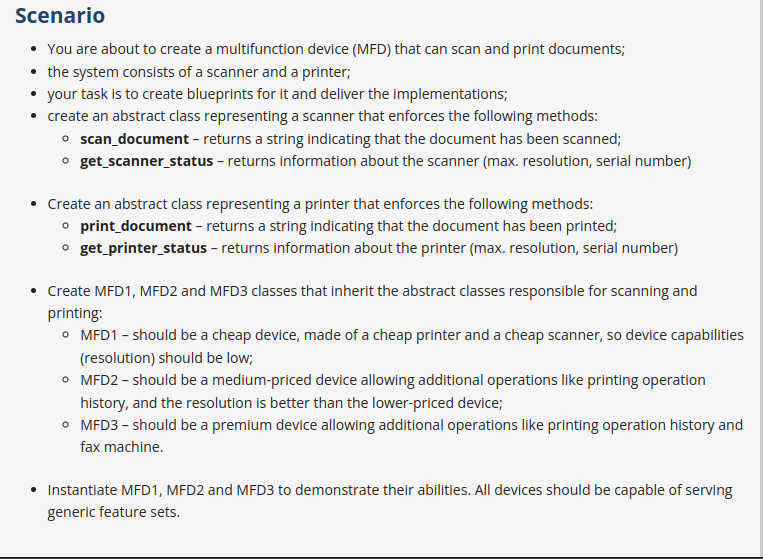 Scenario
You are about to create a multifunction device (MFD) that can scan and print documents;
the system consists of a scanner and a printer;
your task is to create blueprints for it and deliver the implementations;
create an abstract class representing a scanner that enforces the following methods:
scan_document – returns a string indicating that the document has been scanned;
get_scanner_status – returns information about the scanner (max. resolution, serial number)
Create an abstract class representing a printer that enforces the following methods:
print_document – returns a string indicating that the document has been printed;
get_printer_status – returns information about the printer (max. resolution, serial number)
Create MFD1, MFD2 and MFD3 classes that inherit the abstract classes responsible for scanning and
printing:
MFD1 – should be a cheap device, made of a cheap printer and a cheap scanner, so device capabilities
(resolution) should be low;
MFD2 – should be a medium-priced device allowing additional operations like printing operation
history, and the resolution is better than the lower-priced device;
MFD3 – should be a premium device allowing additional operations like printing operation history and
fax machine.
Instantiate MFD1, MFD2 and MFD3 to demonstrate their abilities. All devices should be capable of serving
generic feature sets.